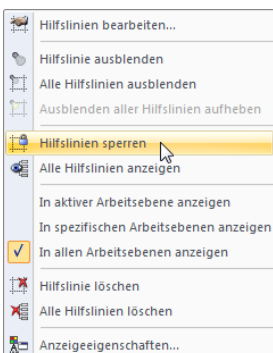 Hilfslinien bearbeiten...
Hilfslinie ausblenden
Alle Hilfslinien ausblenden
Ausblenden aller Hilfslinien aufheben
Hilfslinien sperren
Alle Hilfslinien anzeigen
In aktiver Arbeitsebene anzeigen
In spezifischen Arbeitsebenen anzeigen
In allen Arbeitsebenen anzeigen
Hilfslinie löschen
Alle Hilfslinien löschen
Anzeigeeigenschaften...